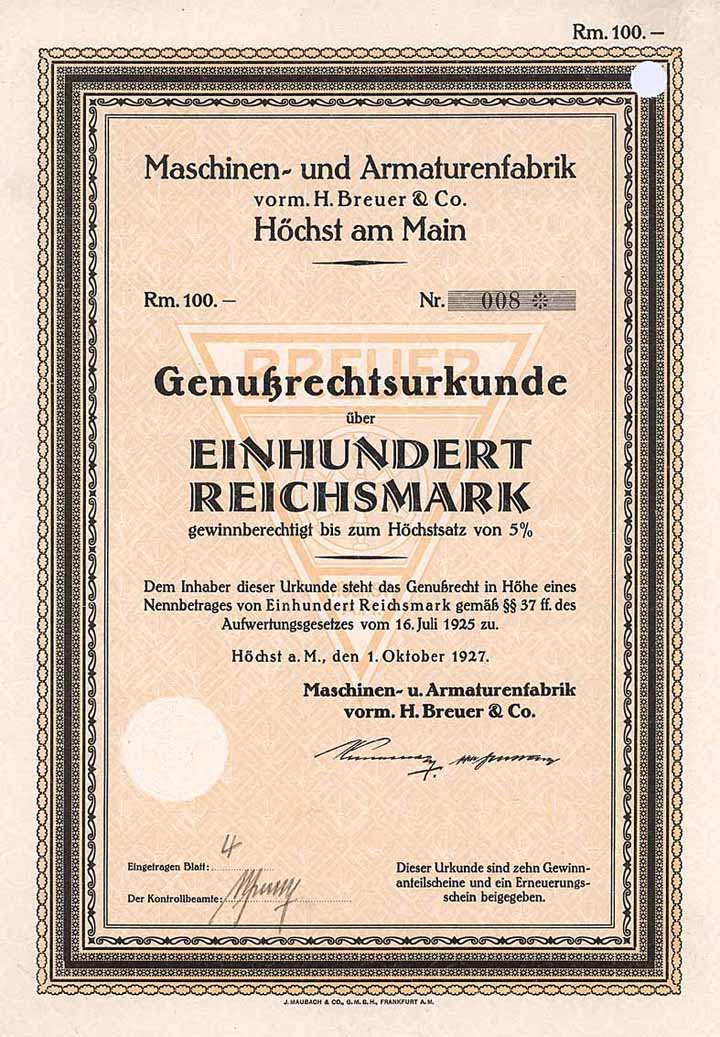 Rm. 100.—
Maschinen- und Armaturenfabrik
vorm. H. Breuer & Co.
Höchst am Main
Rm. 100.— Nr. 008 ※
BREUER
Genußrechtsurkunde
über
EINHUNDERT
REICHSMARK
gewinnberechtigt bis zum Höchstsatz von 5%
Dem Inhaber dieser Urkunde steht das Genußrecht in Höhe eines
Nennbetrages von Einhundert Reichsmark gemäß §§ 37 ff. des
Aufwertungsgesetzes vom 16. Juli 1925 zu.
Höchst a. M., den 1. Oktober 1927.
Maschinen- u. Armaturenfabrik
vorm. H. Breuer & Co.
Eingetragen Blatt: 4
Der Kontrollbeamte:
Dieser Urkunde sind zehn Gewinn-
anteilscheine und ein Erneuerungs-
schein beigegeben.
J. MAUBACH & CO., G. M. B. H., FRANKFURT A. M.